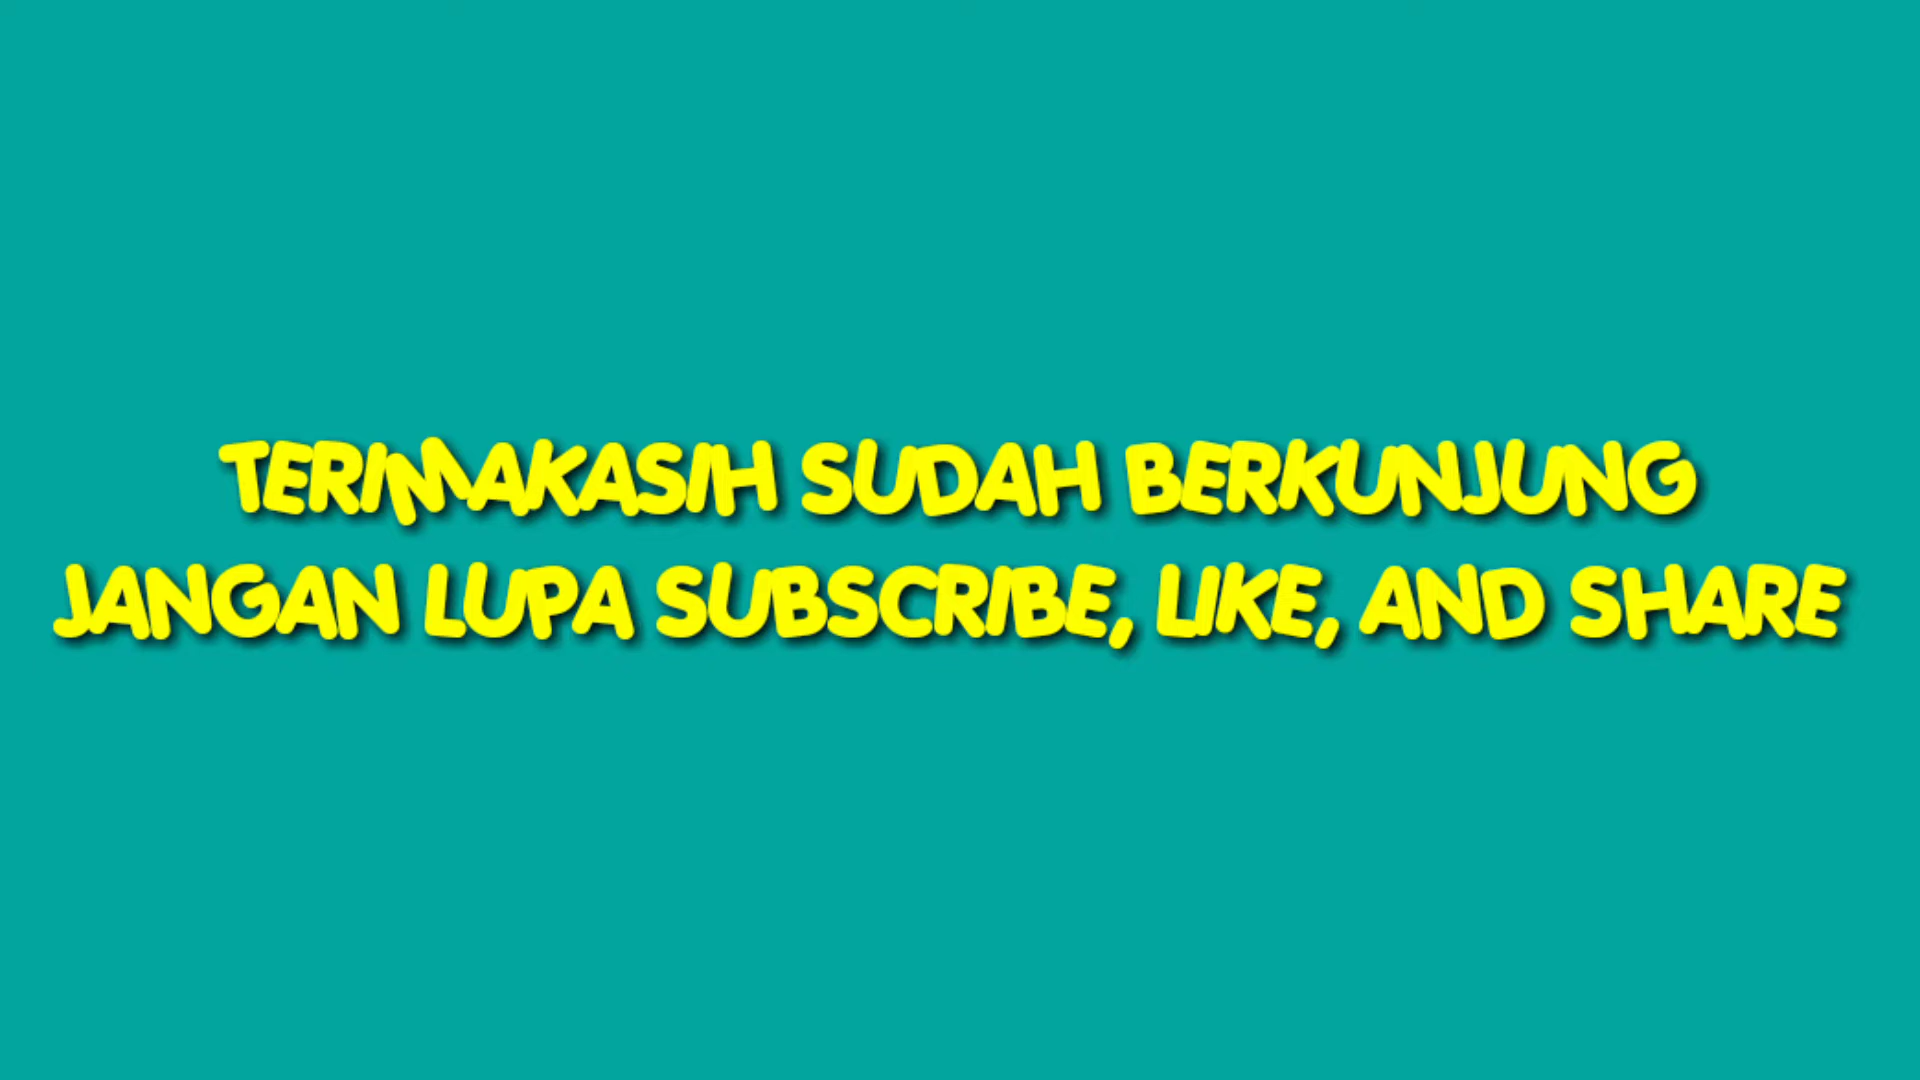 TERIMAKASIH SUDAH BERKUNJUNG
JANGAN LUPA SUBSCRIBE, LIKE, AND SHARE